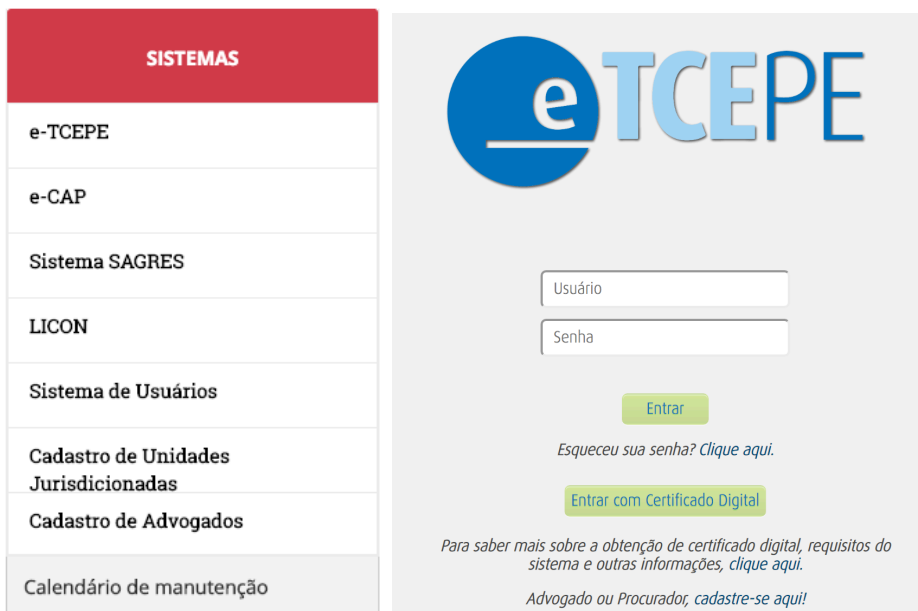 SISTEMAS
e-TCEPE
e-CAP
Sistema SAGRES
LICON
Sistema de Usuários
Cadastro de Unidades
Jurisdicionadas
Cadastro de Advogados
Calendário de manutenção
eTCEPE
Usuário
Senha
Entrar
Esqueceu sua senha? Clique aqui.
Entrar com Certificado Digital
Para saber mais sobre a obtenção de certificado digital, requisitos do
sistema e outras informações, clique aqui.
Advogado ou Procurador, cadastre-se aqui!